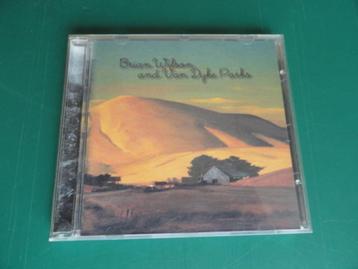 Brian Wilson
and Van Dyke Parks